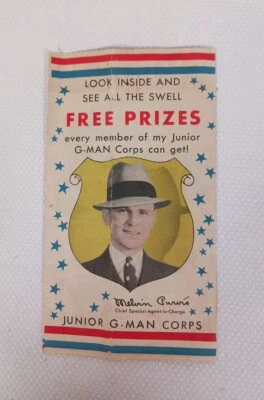 LOOK INSIDE AND
SEE ALL THE SWELL
FREE PRIZES
every member of my Junior
G-MAN Corps can get!
Melvin Purvis
Chief Special Agent in Charge
JUNIOR G-MAN CORPS